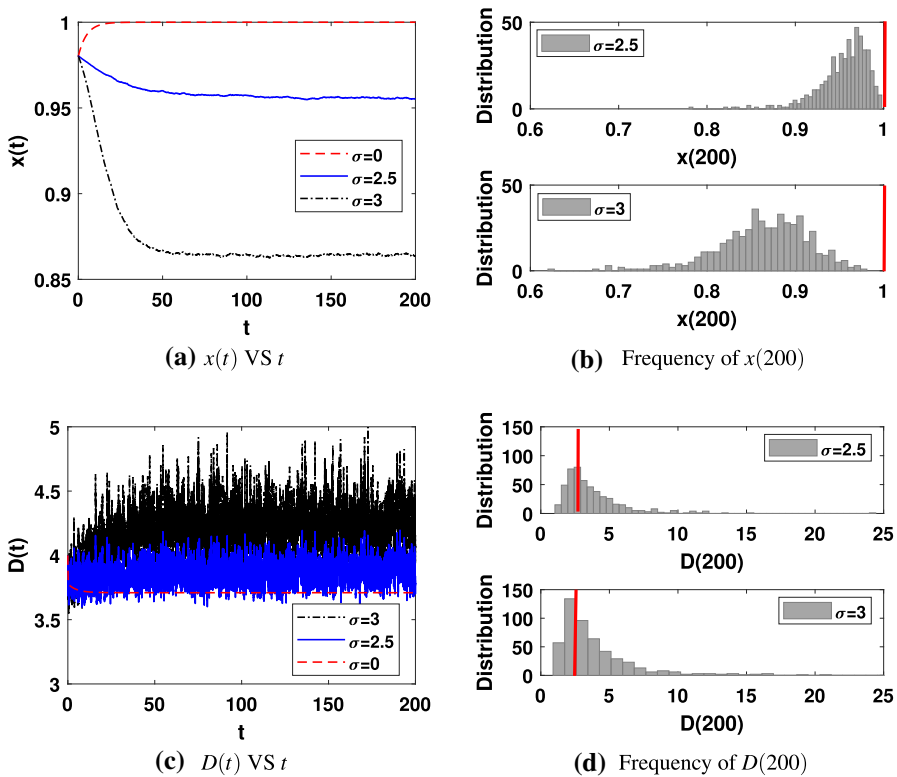 1
0.95
0.9
0.85
x(t)
σ=0
σ=2.5
σ=3
0 50 100 150 200
t
(a) x(t) VS t
50
0
Distribution
σ=2.5
0.6 0.7 0.8 0.9 1
x(200)
50
0
Distribution
σ=3
0.6 0.7 0.8 0.9 1
x(200)
(b) Frequency of x(200)
5
4.5
4
3.5
3
D(t)
σ=3
σ=2.5
σ=0
0 50 100 150 200
t
(c) D(t) VS t
150
100
50
0
Distribution
σ=2.5
0 5 10 15 20 25
D(200)
150
100
50
0
Distribution
σ=3
0 5 10 15 20 25
D(200)
(d) Frequency of D(200)